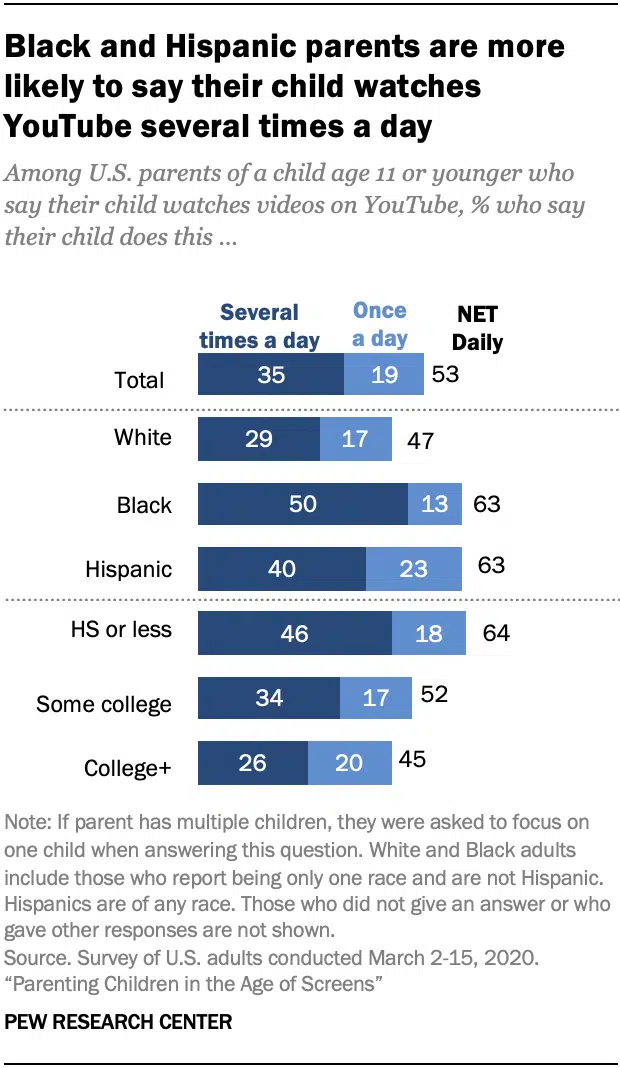 Black and Hispanic parents are more
likely to say their child watches
YouTube several times a day
Among U.S. parents of a child age 11 or younger who
say their child watches videos on YouTube, % who say
their child does this ...
Several
times a day
Once
a day
NET
Daily
Total 35 19 53
White 29 17 47
Black 50 13 63
Hispanic 40 23 63
HS or less 46 18 64
Some college 34 17 52
College+ 26 20 45
Note: If parent has multiple children, they were asked to focus on
one child when answering this question. White and Black adults
include those who report being only one race and are not Hispanic.
Hispanics are of any race. Those who did not give an answer or who
gave other responses are not shown.
Source. Survey of U.S. adults conducted March 2-15, 2020.
“Parenting Children in the Age of Screens”
PEW RESEARCH CENTER